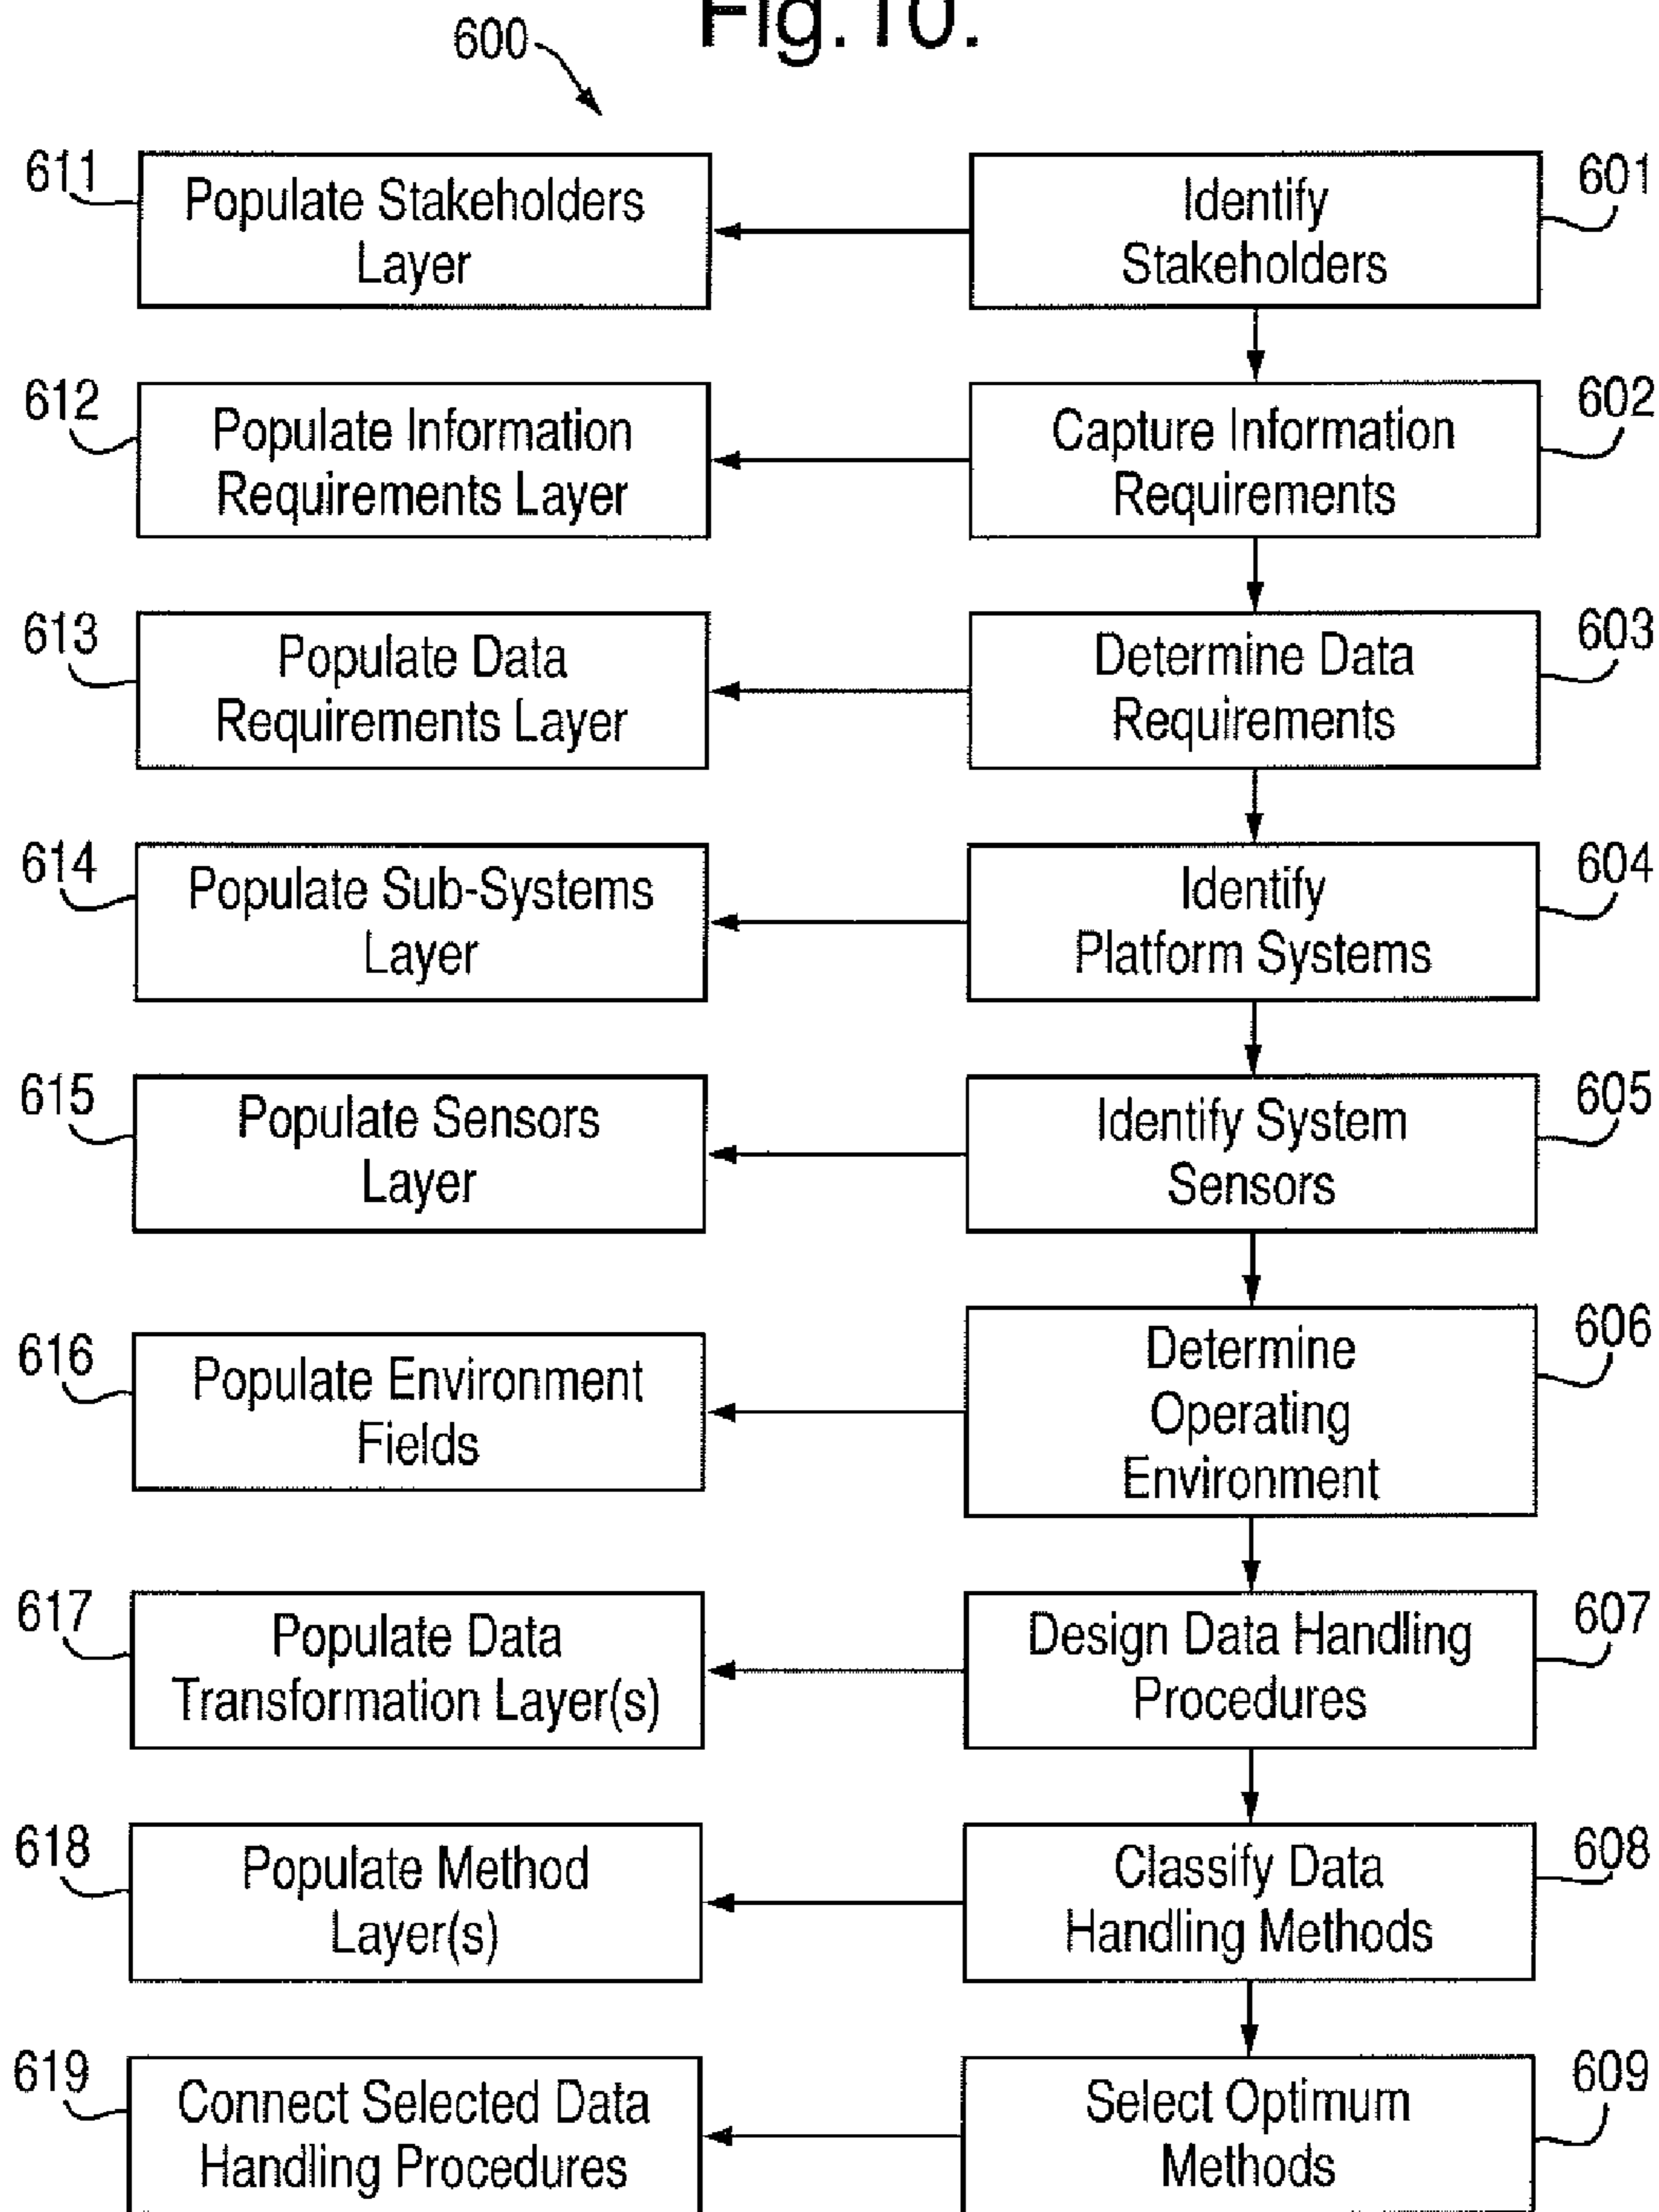 Fig.10.
600
611
Populate Stakeholders
Layer
Identify
Stakeholders
601
612
Populate Information
Requirements Layer
Capture Information
Requirements
602
613
Populate Data
Requirements Layer
Determine Data
Requirements
603
614
Populate Sub-Systems
Layer
Identify
Platform Systems
604
615
Populate Sensors
Layer
Identify System
Sensors
605
616
Populate Environment
Fields
Determine
Operating
Environment
606
617
Populate Data
Transformation Layer(s)
Design Data Handling
Procedures
607
618
Populate Method
Layer(s)
Classify Data
Handling Methods
608
619
Connect Selected Data
Handling Procedures
Select Optimum
Methods
609